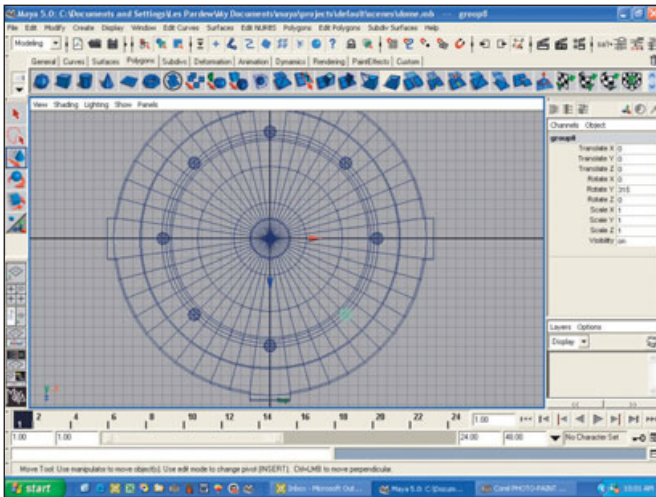 Maya 5.0: C:\Documents and Settings\Les Pardew\My Documents\maya\projects\default\scenes\dome.mb --- group8
File Edit Modify Create Display Window Edit Curves Surfaces Edit NURBS Polygons Edit Polygons Subdiv Surfaces Help
Modeling
General Curves Surfaces Polygons Subdivs Deformation Animation Dynamics Rendering PaintEffects Custom
View Shading Lighting Show Panels
Channels Object
group8
Translate X 0
Translate Y 0
Translate Z 0
Rotate X 0
Rotate Y 315
Rotate Z 0
Scale X 1
Scale Y 1
Scale Z 1
Visibility on
Layers Options
Display
2 4 6 8 10 12 14 16 18 20 22 24 1.00
1
1.00 1.00 24.00 48.00 No Character Set
Move Tool: Use manipulator to move object(s). Use edit mode to change pivot (INSERT). Ctrl+LMB to move perpendicular.
start Inbox - Microsoft Out... Maya 5.0: C:\Docum... Corel PHOTO-PAINT ... 10:01 AM